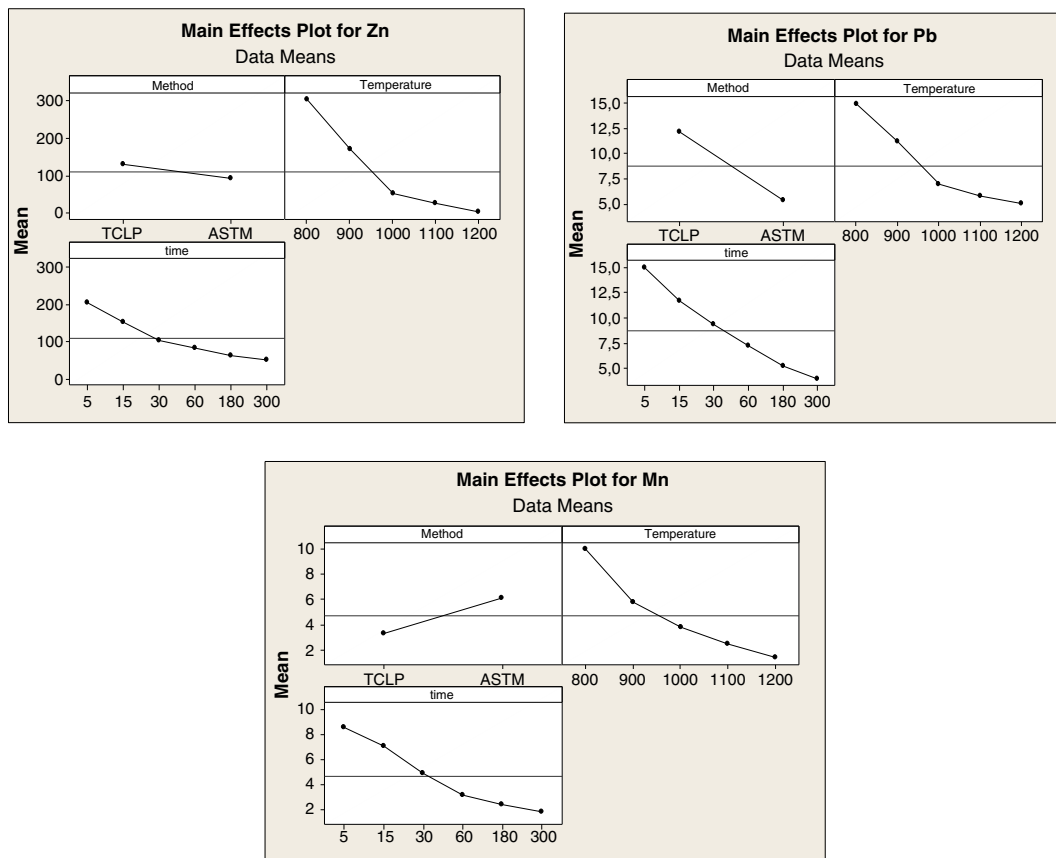 Main Effects Plot for Zn
Data Means
Method Temperature
300
200
100
0
TCLP ASTM 800 900 1000 1100 1200
time
300
200
100
0
5 15 30 60 180 300
Mean
Main Effects Plot for Pb
Data Means
Method Temperature
15,0
12,5
10,0
7,5
5,0
TCLP ASTM 800 900 1000 1100 1200
time
15,0
12,5
10,0
7,5
5,0
5 15 30 60 180 300
Mean
Main Effects Plot for Mn
Data Means
Method Temperature
10
8
6
4
2
TCLP ASTM 800 900 1000 1100 1200
time
10
8
6
4
2
5 15 30 60 180 300
Mean